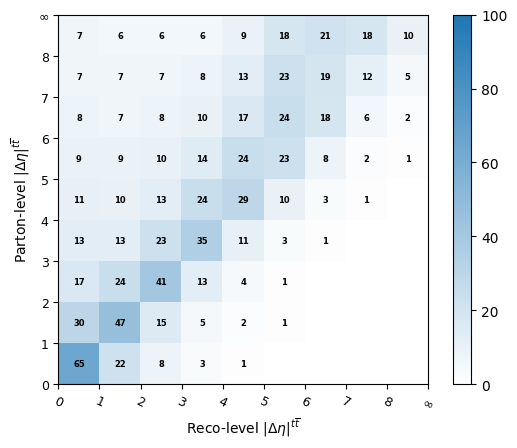 ∞ 7 6 6 6 9 18 21 18 10 100
8
7 7 7 8 13 23 19 12 5
7 80
8 7 8 10 17 24 18 6 2
6
9 9 10 14 24 23 8 2 1 60
5
11 10 13 24 29 10 3 1
4
13 13 23 35 11 3 1 40
3
17 24 41 13 4 1
2
30 47 15 5 2 1 20
1
65 22 8 3 1
0 0
0 1 2 3 4 5 6 7 8 ∞
Reco-level |Δη|^{tt̅}
Parton-level |Δη|^{tt̅}